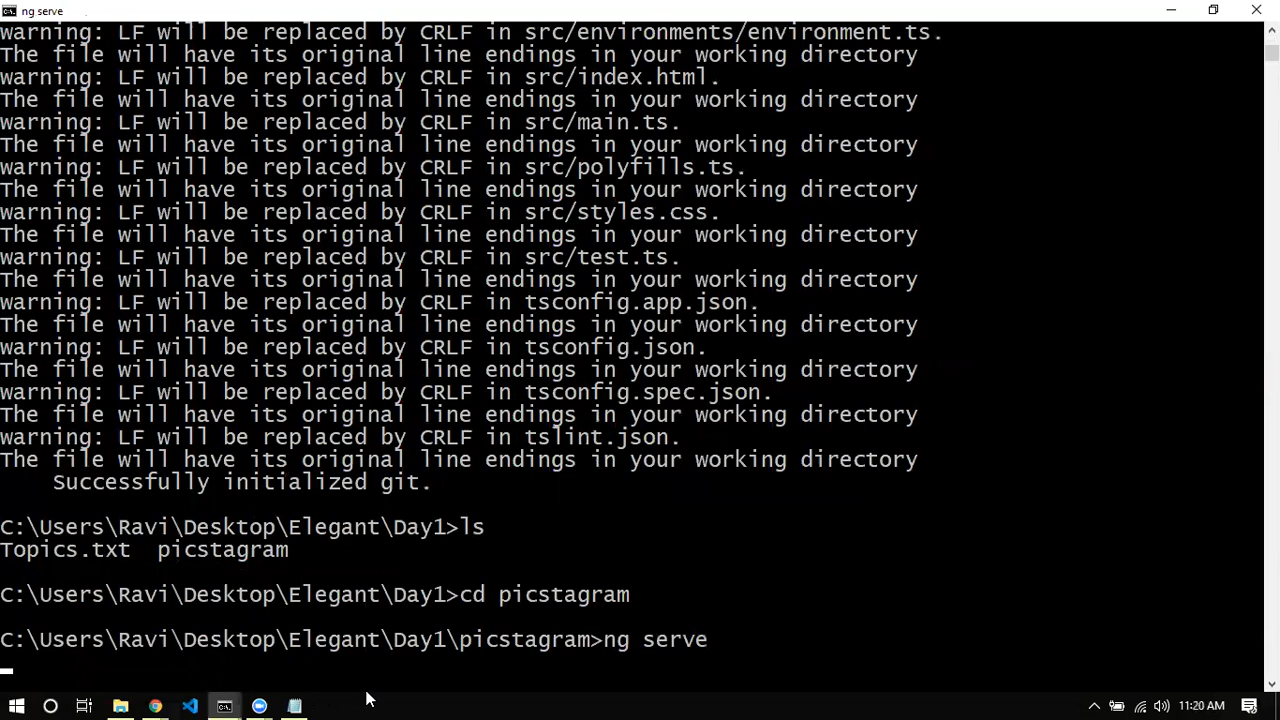 ng serve
warning: LF will be replaced by CRLF in src/environments/environment.ts.
The file will have its original line endings in your working directory
warning: LF will be replaced by CRLF in src/index.html.
The file will have its original line endings in your working directory
warning: LF will be replaced by CRLF in src/main.ts.
The file will have its original line endings in your working directory
warning: LF will be replaced by CRLF in src/polyfills.ts.
The file will have its original line endings in your working directory
warning: LF will be replaced by CRLF in src/styles.css.
The file will have its original line endings in your working directory
warning: LF will be replaced by CRLF in src/test.ts.
The file will have its original line endings in your working directory
warning: LF will be replaced by CRLF in tsconfig.app.json.
The file will have its original line endings in your working directory
warning: LF will be replaced by CRLF in tsconfig.json.
The file will have its original line endings in your working directory
warning: LF will be replaced by CRLF in tsconfig.spec.json.
The file will have its original line endings in your working directory
warning: LF will be replaced by CRLF in tslint.json.
The file will have its original line endings in your working directory
    Successfully initialized git.
C:\Users\Ravi\Desktop\Elegant\Day1>ls
Topics.txt  picstagram
C:\Users\Ravi\Desktop\Elegant\Day1>cd picstagram
C:\Users\Ravi\Desktop\Elegant\Day1\picstagram>ng serve
11:20 AM